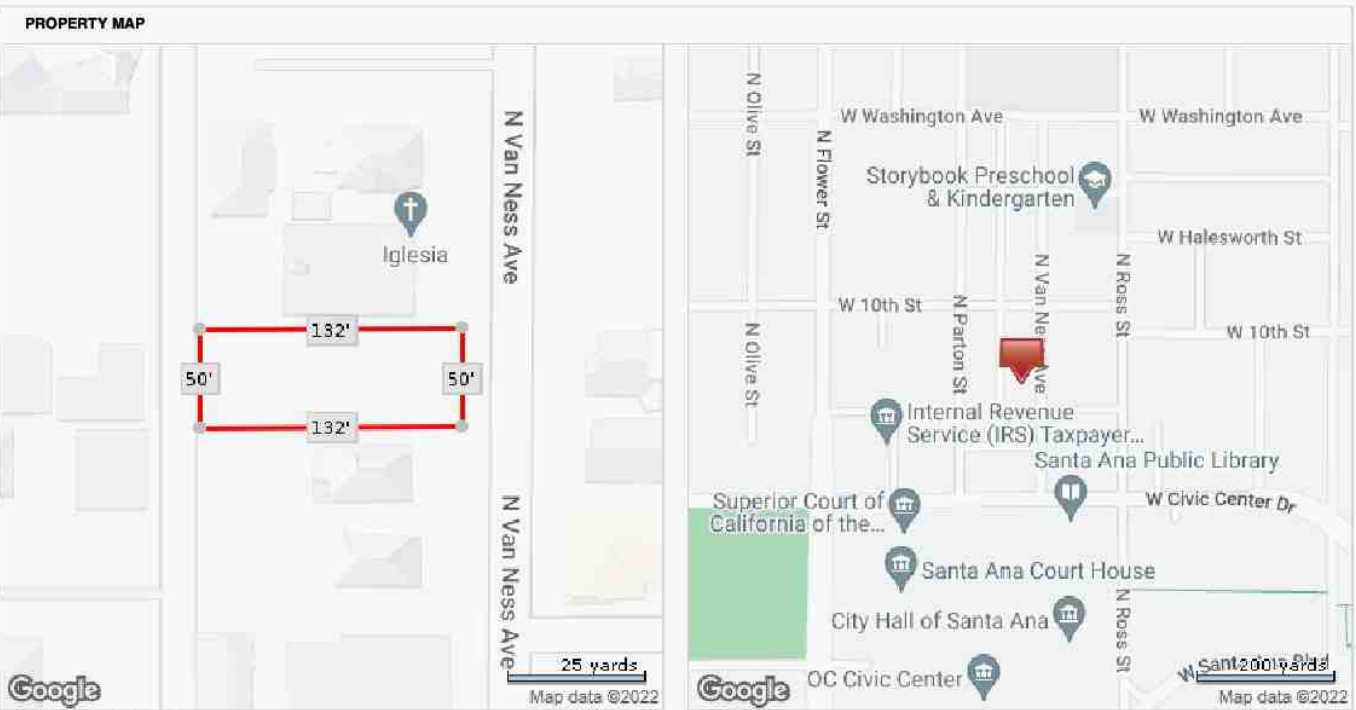 PROPERTY MAP
N Van Ness Ave
Iglesia
132'
50'
50'
132'
N Van Ness Ave
25 yards
Google
Map data ©2022
N Olive St
W Washington Ave
W Washington Ave
N Flower St
Storybook Preschool
& Kindergarten
W Halesworth St
N Van Ness Ave
N Ross St
W 10th St
N Parton St
W 10th St
N Olive St
Internal Revenue
Service (IRS) Taxpayer...
Santa Ana Public Library
Superior Court of
California of the...
W Civic Center Dr
Santa Ana Court House
City Hall of Santa Ana
N Ross St
OC Civic Center
W Santa Ana Blvd
200 yards
Google
Map data ©2022